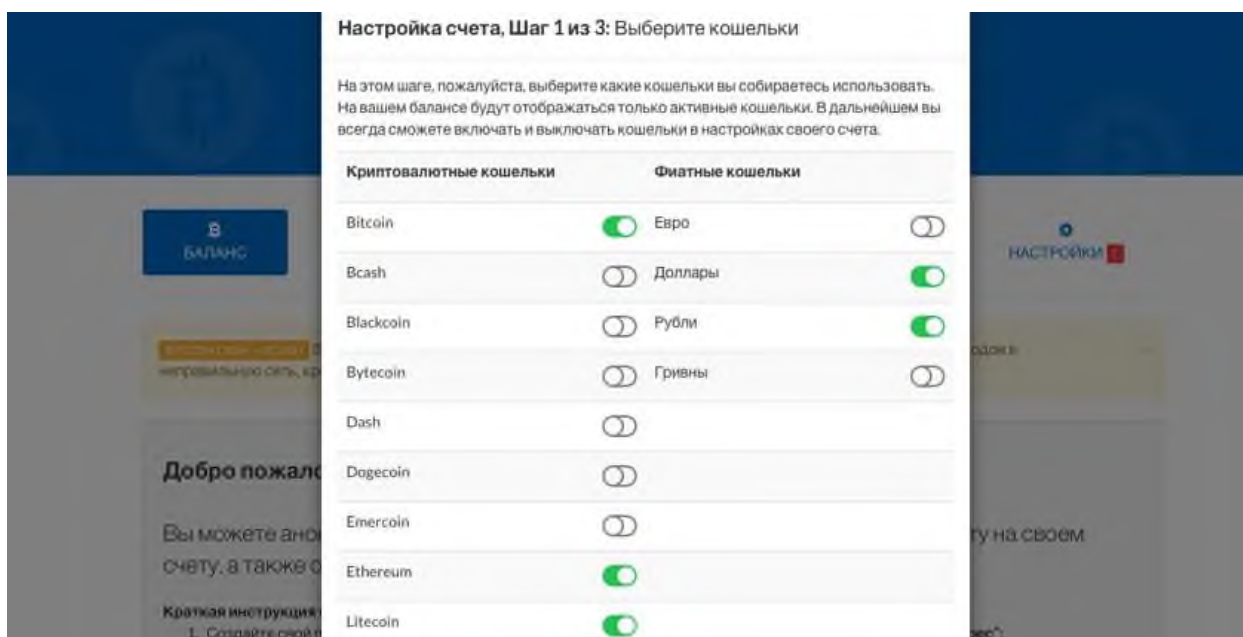 Настройка счета, Шаг 1 из 3: Выберите кошельки
На этом шаге, пожалуйста, выберите какие кошельки вы собираетесь использовать.
На вашем балансе будут отображаться только активные кошельки. В дальнейшем вы
всегда сможете включать и выключать кошельки в настройках своего счета.
Криптовалютные кошельки Фиатные кошельки
Bitcoin Евро
Bcash Доллары
Blackcoin Рубли
Bytecoin Гривны
Dash
Dogecoin
Emercoin
Ethereum
Litecoin
БАЛАНС
НАСТРОЙКИ
неправильную сеть,
Добро
Вы можете
ту на своем
счету, а также
Краткая инструкция
1. Создайте свой